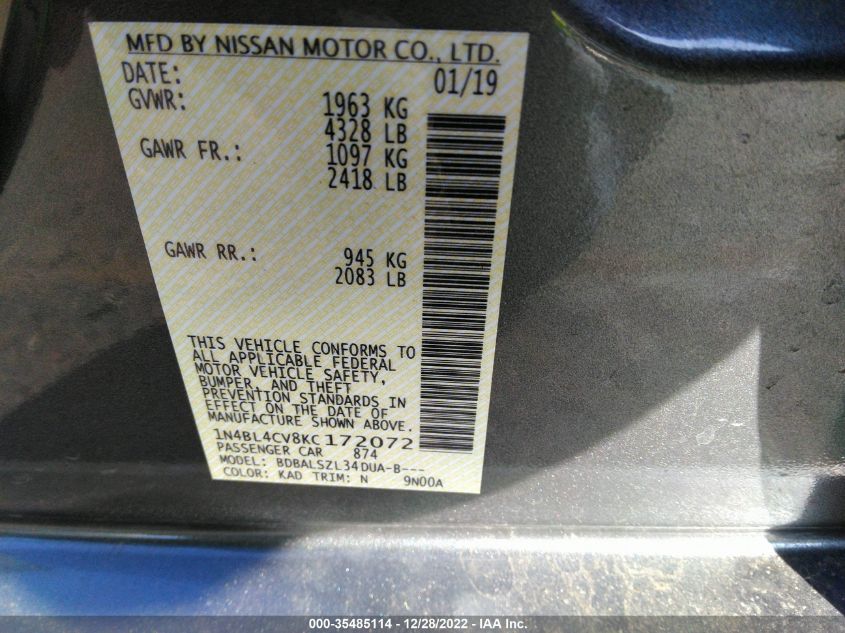 MFD BY NISSAN MOTOR CO., LTD.
DATE: 01/19
GVWR: 1963 KG
4328 LB
GAWR FR.: 1097 KG
2418 LB
GAWR RR.: 945 KG
2083 LB
THIS VEHICLE CONFORMS TO
ALL APPLICABLE FEDERAL
MOTOR VEHICLE SAFETY,
BUMPER, AND THEFT
PREVENTION STANDARDS IN
EFFECT ON THE DATE OF
MANUFACTURE SHOWN ABOVE.
1N4BL4CV8KC172072
PASSENGER CAR 874
MODEL: BDBALSZL34DUA-B---
COLOR: KAD TRIM: N 9N00A
000-35485114 - 12/28/2022 - IAA Inc.